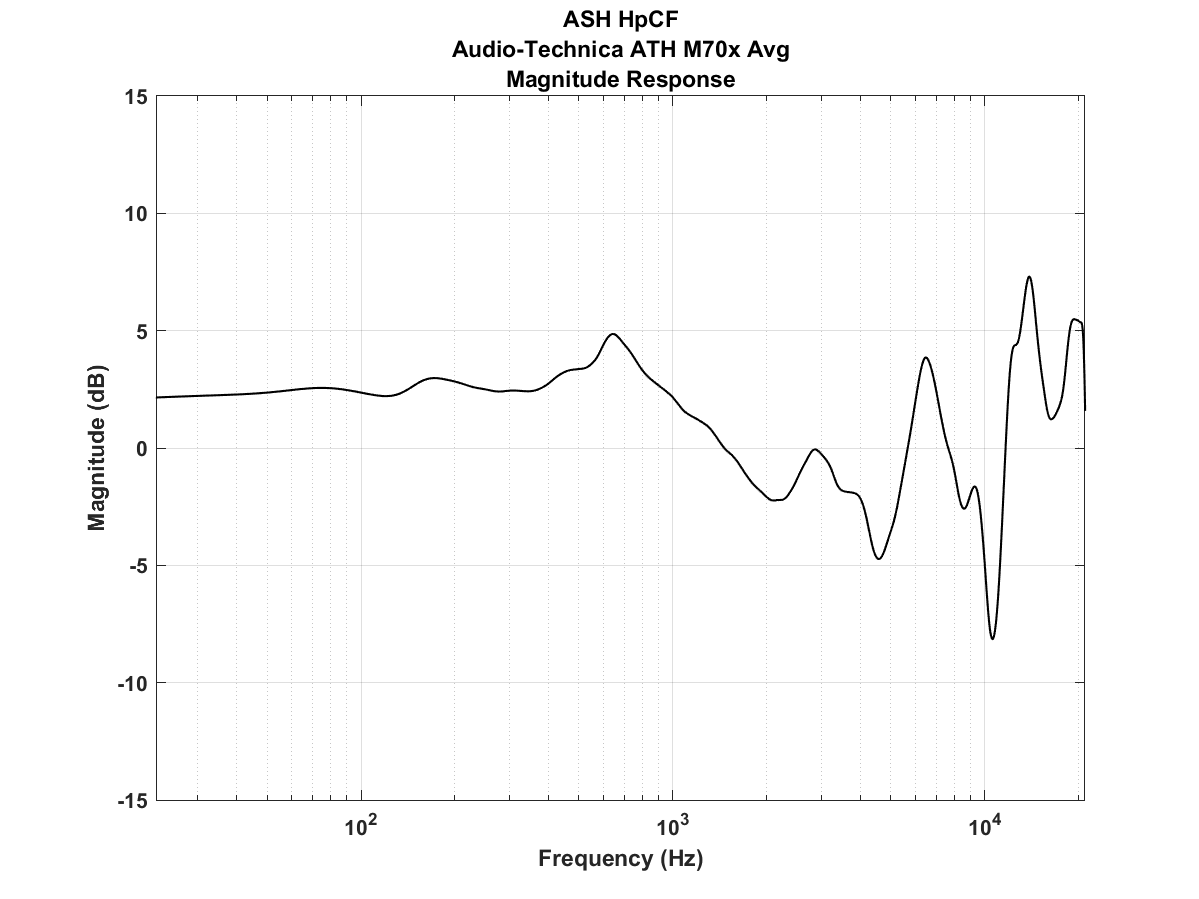 ASH HpCF
Audio-Technica ATH M70x Avg
Magnitude Response
15
10
5
0
-5
-10
-15
Magnitude (dB)
10²
10³
10⁴
Frequency (Hz)